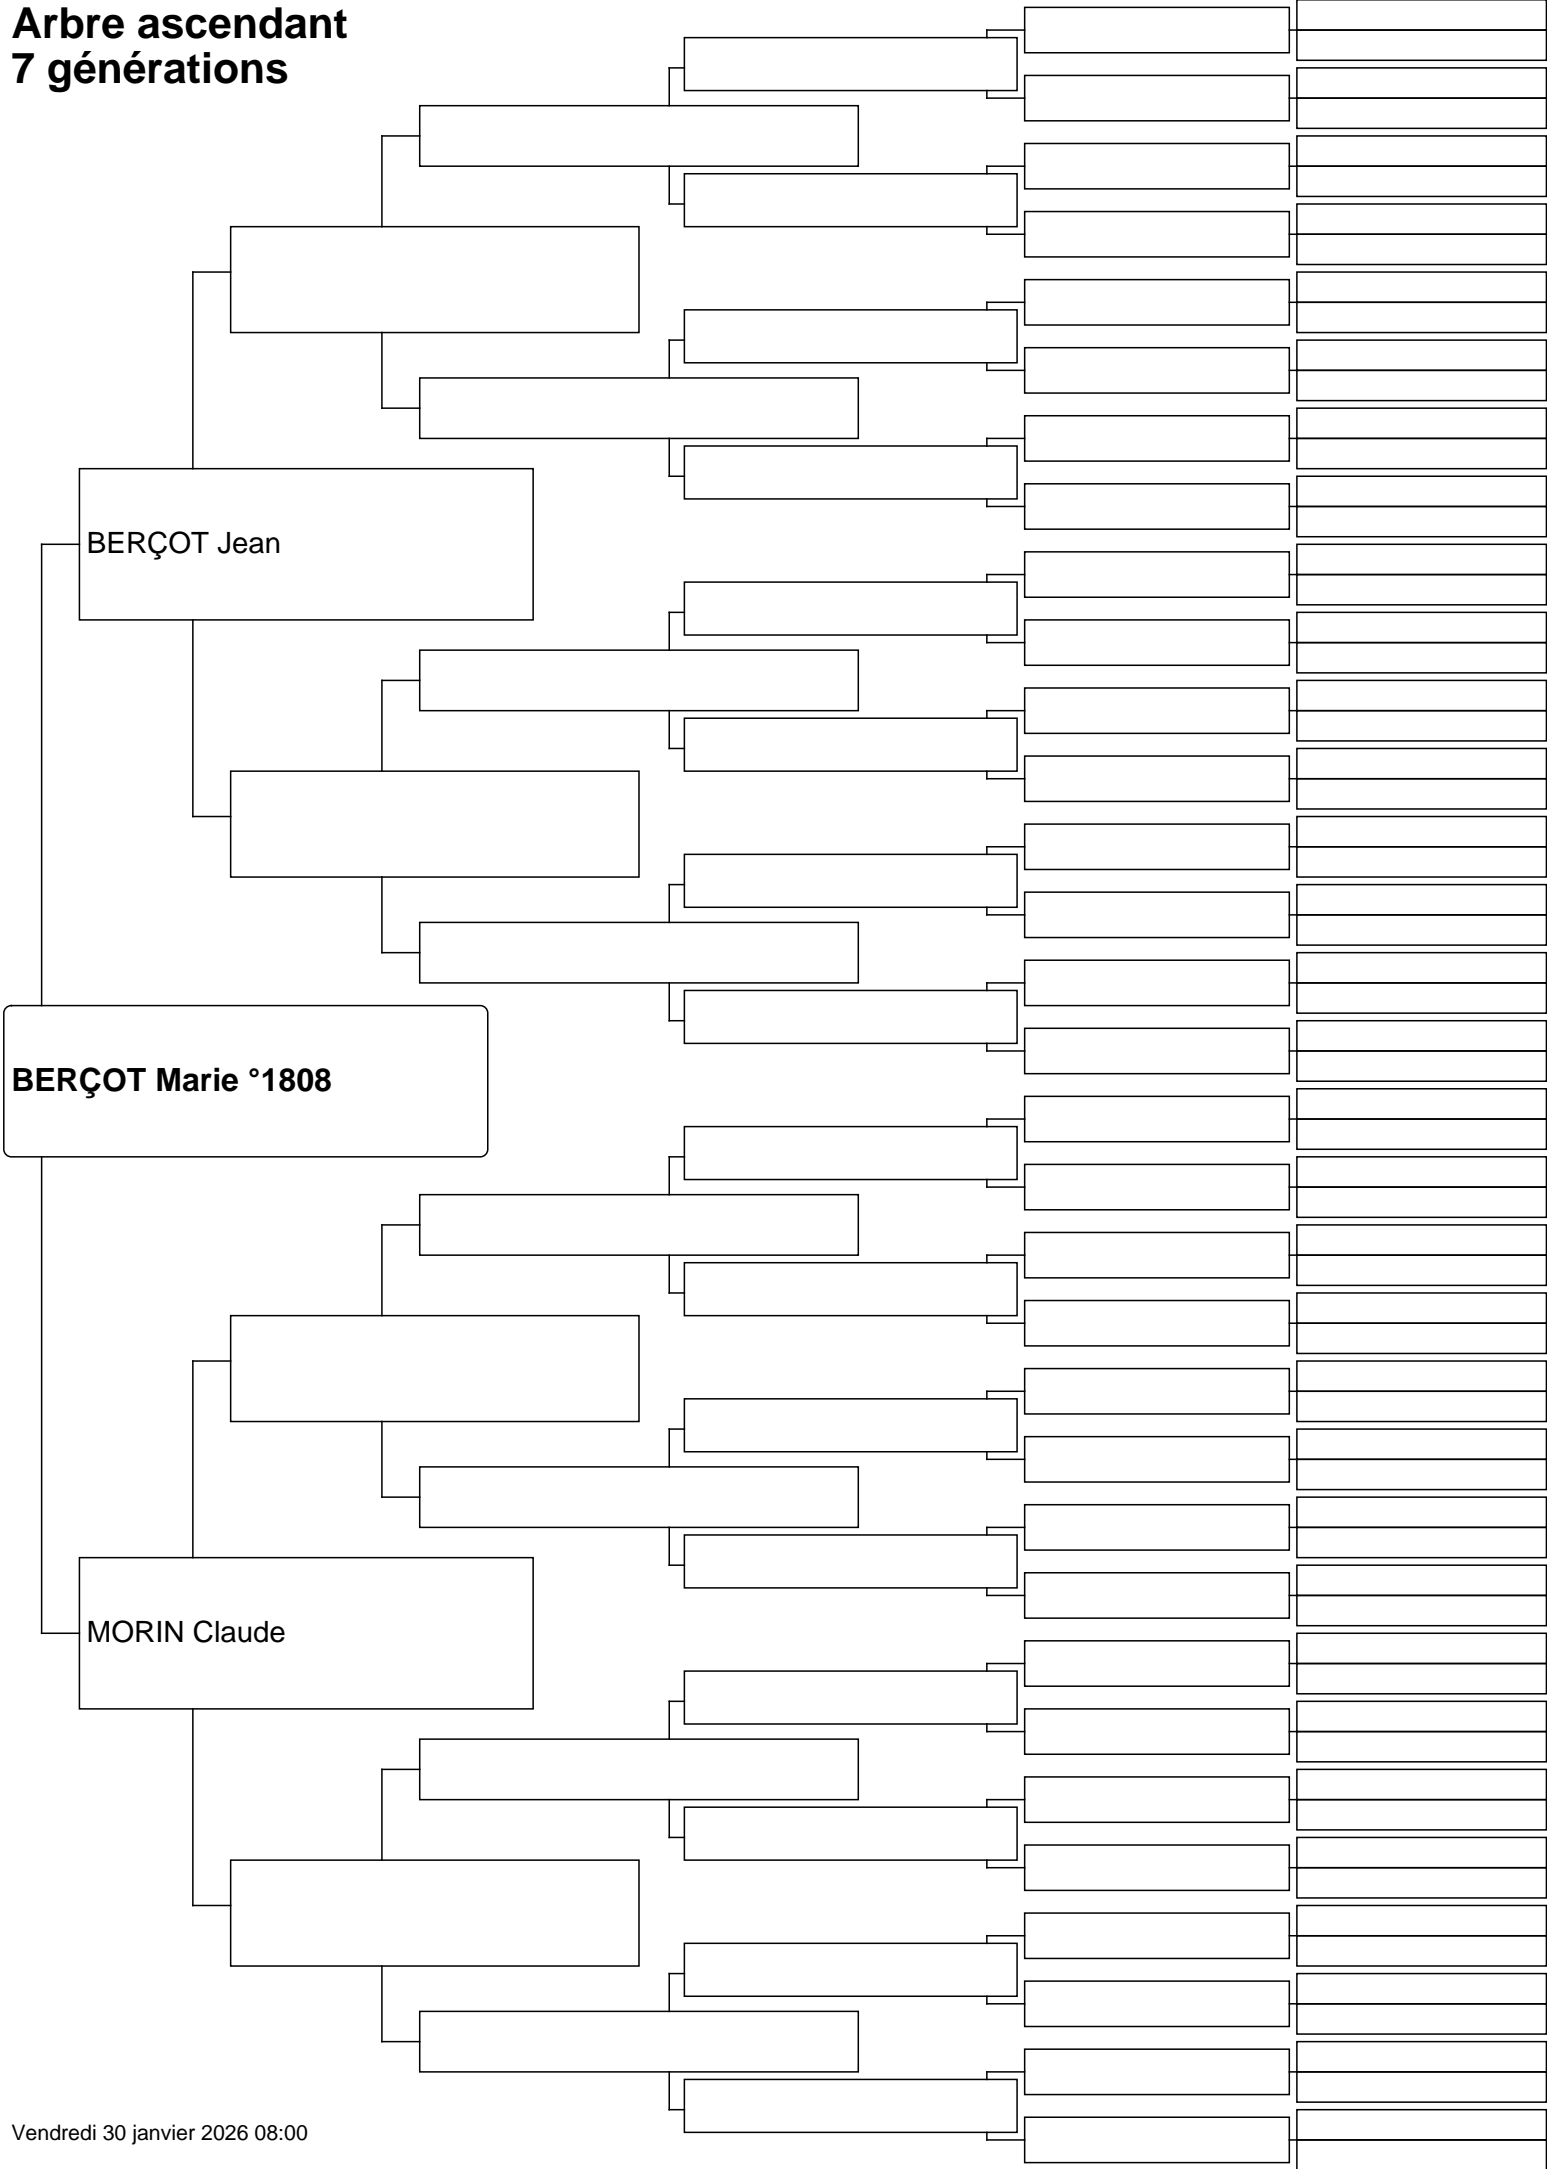 Arbre ascendant
7 générations
BERÇOT Jean
BERÇOT Marie °1808
MORIN Claude
Vendredi 30 janvier 2026 08:00